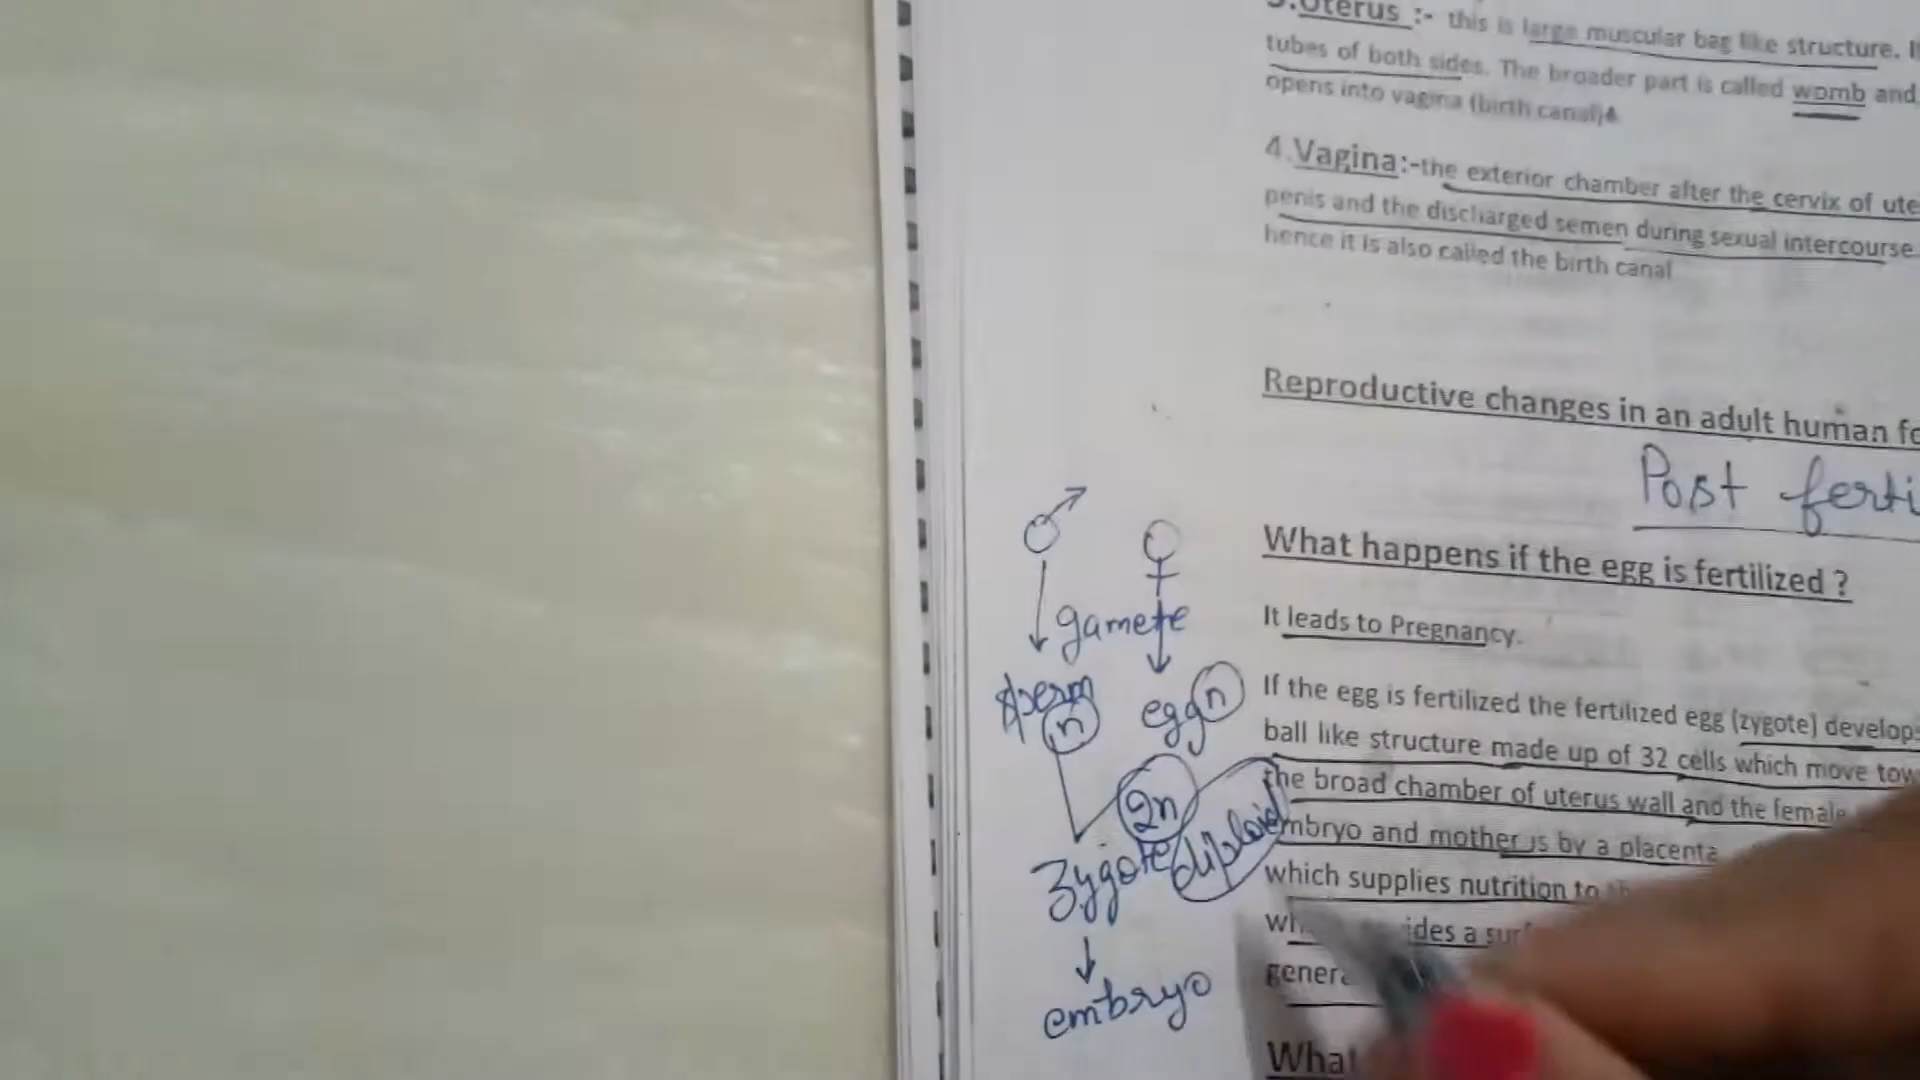 3.Uterus :- this is large muscular bag like structure.
tubes of both sides. The broader part is called womb and
opens into vagina (birth canal)
4.Vagina:-the exterior chamber after the cervix of
penis and the discharged semen during sexual intercourse.
hence it is also called the birth canal
Reproductive changes in an adult human
Post
What happens if the egg is fertilized ?
It leads to Pregnancy.
If the egg is fertilized the fertilized egg (zygote)
ball like structure made up of 32 cells which move
the broad chamber of uterus wall and the female
embryo and mother is by a placenta
which supplies nutrition to
a
What
♂ ♀
gamete
sperm n egg n
2n
zygote diploid
embryo